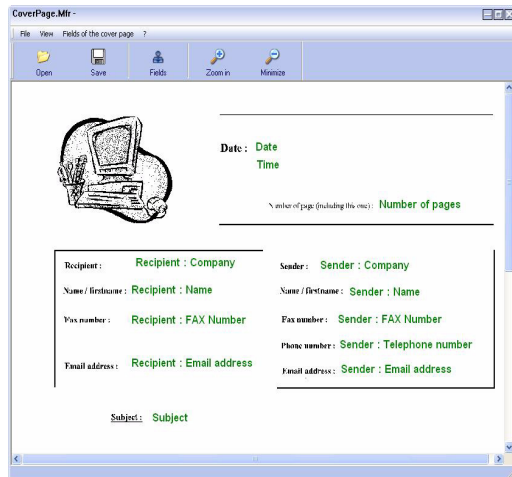 CoverPage.Mfr -
File View Fields of the cover page ?
Open Save Fields Zoom in Minimize
Date : Date
Time
Number of page (including this one) : Number of pages
Recipient : Recipient : Company
Name / firstname : Recipient : Name
Fax number : Recipient : FAX Number
Email address : Recipient : Email address
Sender : Sender : Company
Name / firstname : Sender : Name
Fax number : Sender : FAX Number
Phone number : Sender : Telephone number
Email address : Sender : Email address
Subject : Subject